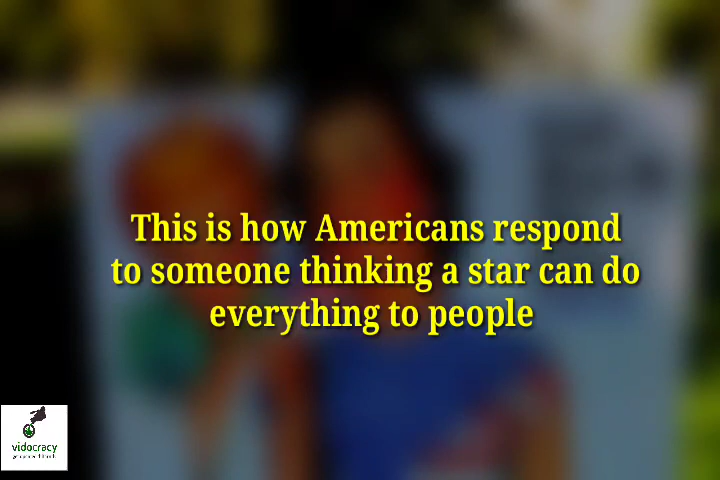 This is how Americans respond
to someone thinking a star can do
everything to people
vidocracy